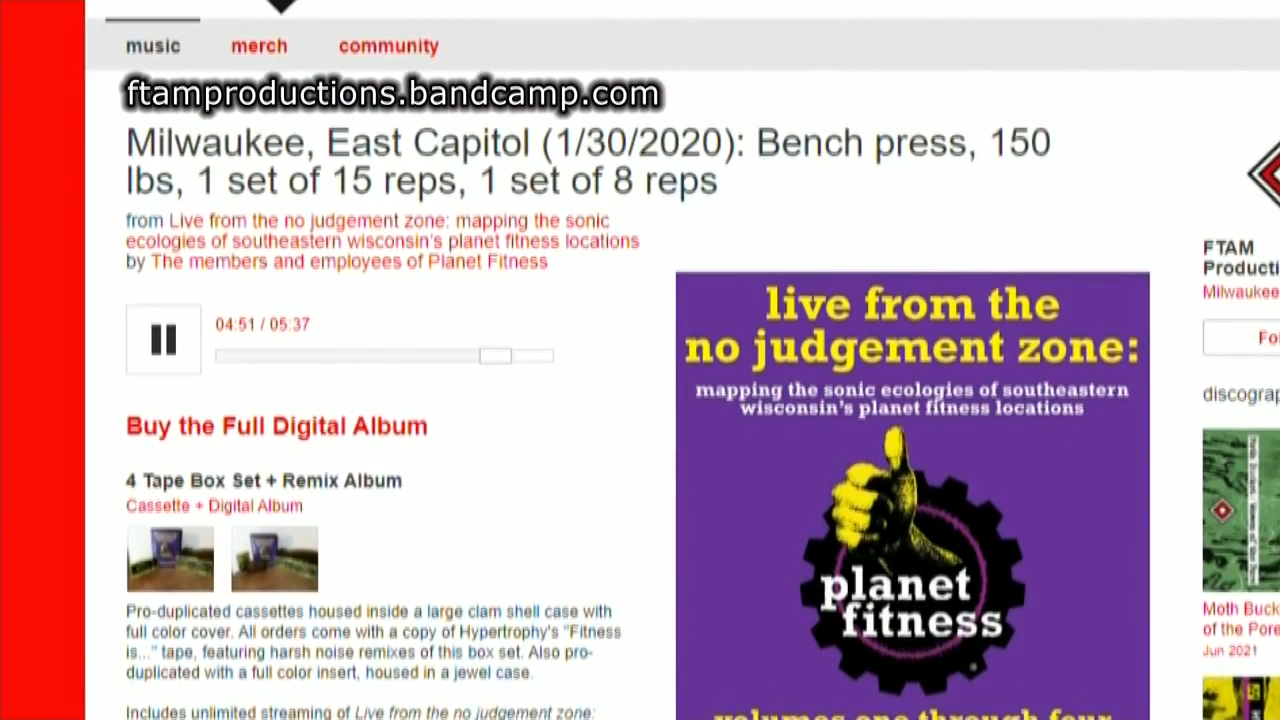 music merch community
ftamproductions.bandcamp.com
Milwaukee, East Capitol (1/30/2020): Bench press, 150
lbs, 1 set of 15 reps, 1 set of 8 reps
from Live from the no judgement zone: mapping the sonic
ecologies of southeastern wisconsin's planet fitness locations
by The members and employees of Planet Fitness
04:51 / 05:37
Buy the Full Digital Album
4 Tape Box Set + Remix Album
Cassette + Digital Album
Pro-duplicated cassettes housed inside a large clam shell case with
full color cover. All orders come with a copy of Hypertrophy's "Fitness
is..." tape, featuring harsh noise remixes of this box set. Also pro-
duplicated with a full color insert, housed in a jewel case.
Includes unlimited streaming of Live from the no judgement zone:
live from the
no judgement zone:
mapping the sonic ecologies of southeastern
wisconsin's planet fitness locations
planet
fitness
volumes one through four
FTAM
Producti
Milwaukee
Fo
discograp
Moth Buck
of the Pore
Jun 2021